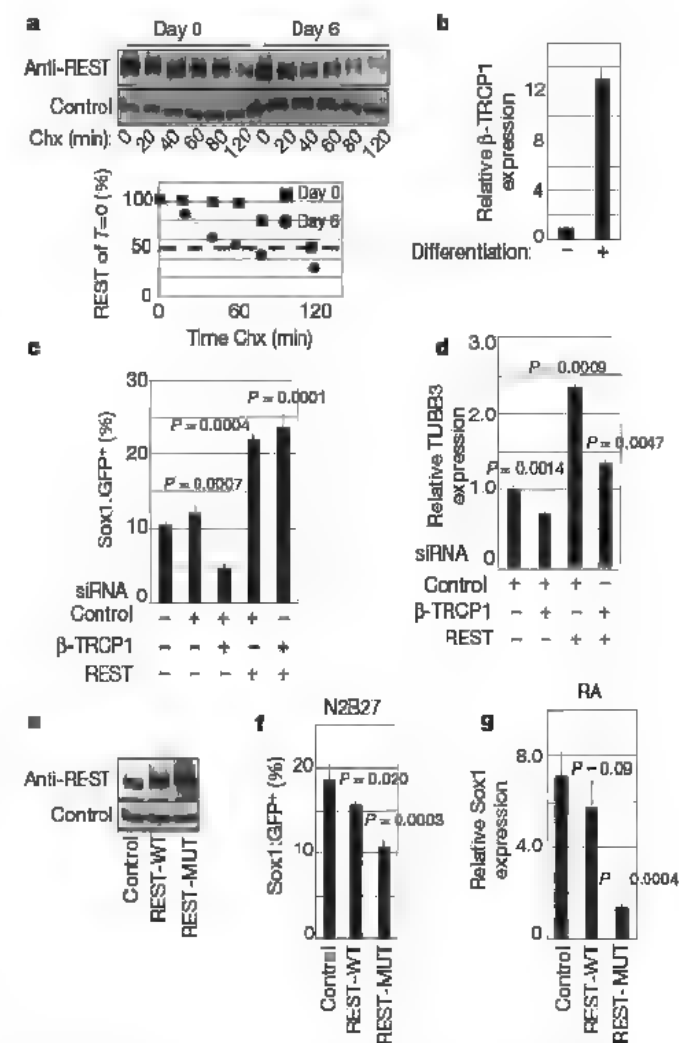 a
Day 0 Day 6
Anti-REST
Control
Chx (min): 0 20 40 60 80 120 0 20 40 60 80 120
REST of T=0 (%)
100
50
0
Day 0
Day 6
0 60 120
Time Chx (min)
b
Relative β-TRCP1
expression
12
8
4
0
Differentiation: – +
c
Sox1:GFP+ (%)
30
20
10
0
P = 0.0001
P = 0.0004
P = 0.0007
siRNA
Control – + + + –
β-TRCP1 – – + – +
REST – – – + +
d
Relative TUBB3
expression
3.0
2.0
1.0
0
P = 0.0009
P = 0.0047
P = 0.0014
siRNA
Control + + + –
β-TRCP1 – + – +
REST – – + +
Anti-REST
Control
Control
REST-WT
REST-MUT
f
N2B27
Sox1:GFP+ (%)
20
10
0
P = 0.020
P = 0.0003
Control
REST-WT
REST-MUT
g
RA
Relative Sox1
expression
8.0
4.0
0
P = 0.09
P 0.0004
Control
REST-WT
REST-MUT